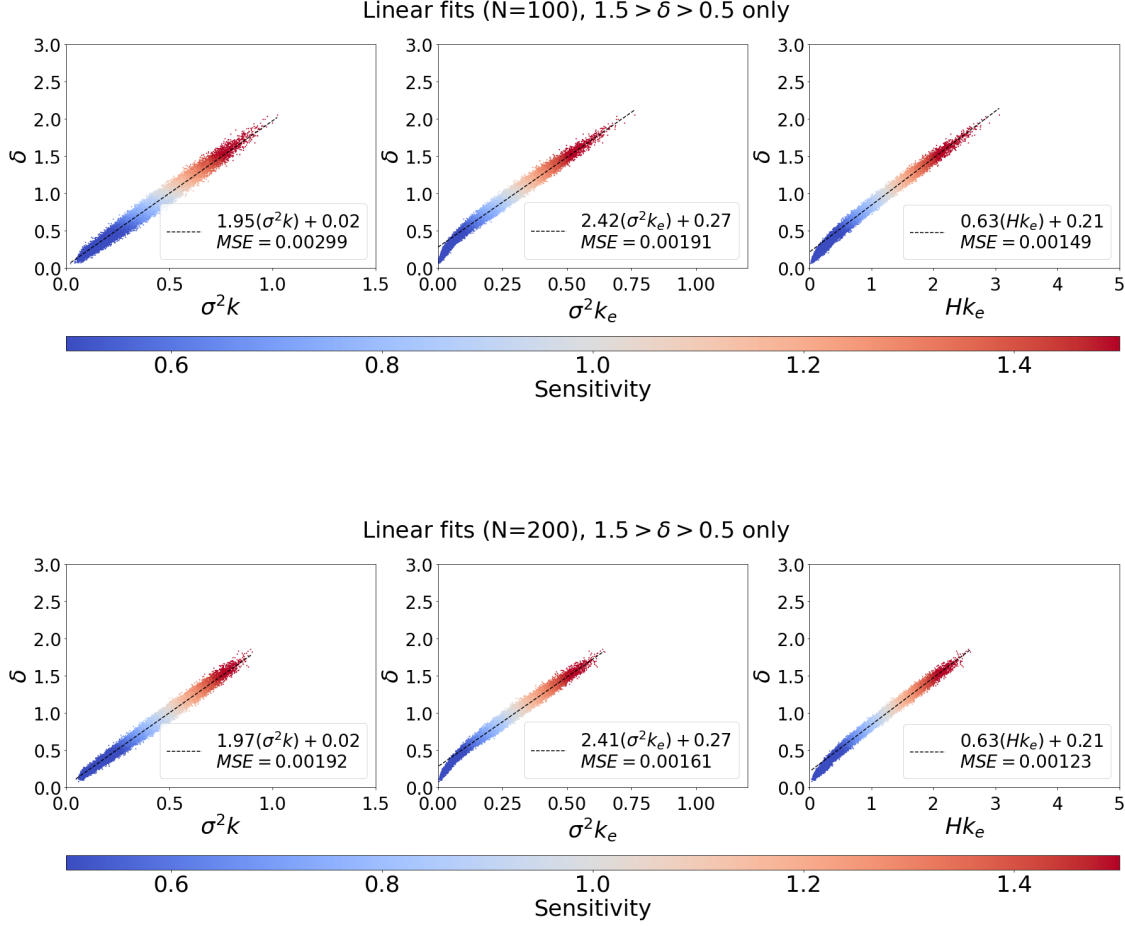 Linear fits (N=100), 1.5 > δ > 0.5 only
3.0
2.5
2.0
1.5
1.0
0.5
0.0
δ
1.95(σ²k) + 0.02
MSE = 0.00299
0.0 0.5 1.0 1.5
σ²k
3.0
2.5
2.0
1.5
1.0
0.5
0.0
δ
2.42(σ²kₑ) + 0.27
MSE = 0.00191
0.00 0.25 0.50 0.75 1.00
σ²kₑ
3.0
2.5
2.0
1.5
1.0
0.5
0.0
δ
0.63(Hkₑ) + 0.21
MSE = 0.00149
0 1 2 3 4 5
Hkₑ
0.6 0.8 1.0 1.2 1.4
Sensitivity
Linear fits (N=200), 1.5 > δ > 0.5 only
3.0
2.5
2.0
1.5
1.0
0.5
0.0
δ
1.97(σ²k) + 0.02
MSE = 0.00192
0.0 0.5 1.0 1.5
σ²k
3.0
2.5
2.0
1.5
1.0
0.5
0.0
δ
2.41(σ²kₑ) + 0.27
MSE = 0.00161
0.00 0.25 0.50 0.75 1.00
σ²kₑ
3.0
2.5
2.0
1.5
1.0
0.5
0.0
δ
0.63(Hkₑ) + 0.21
MSE = 0.00123
0 1 2 3 4 5
Hkₑ
0.6 0.8 1.0 1.2 1.4
Sensitivity